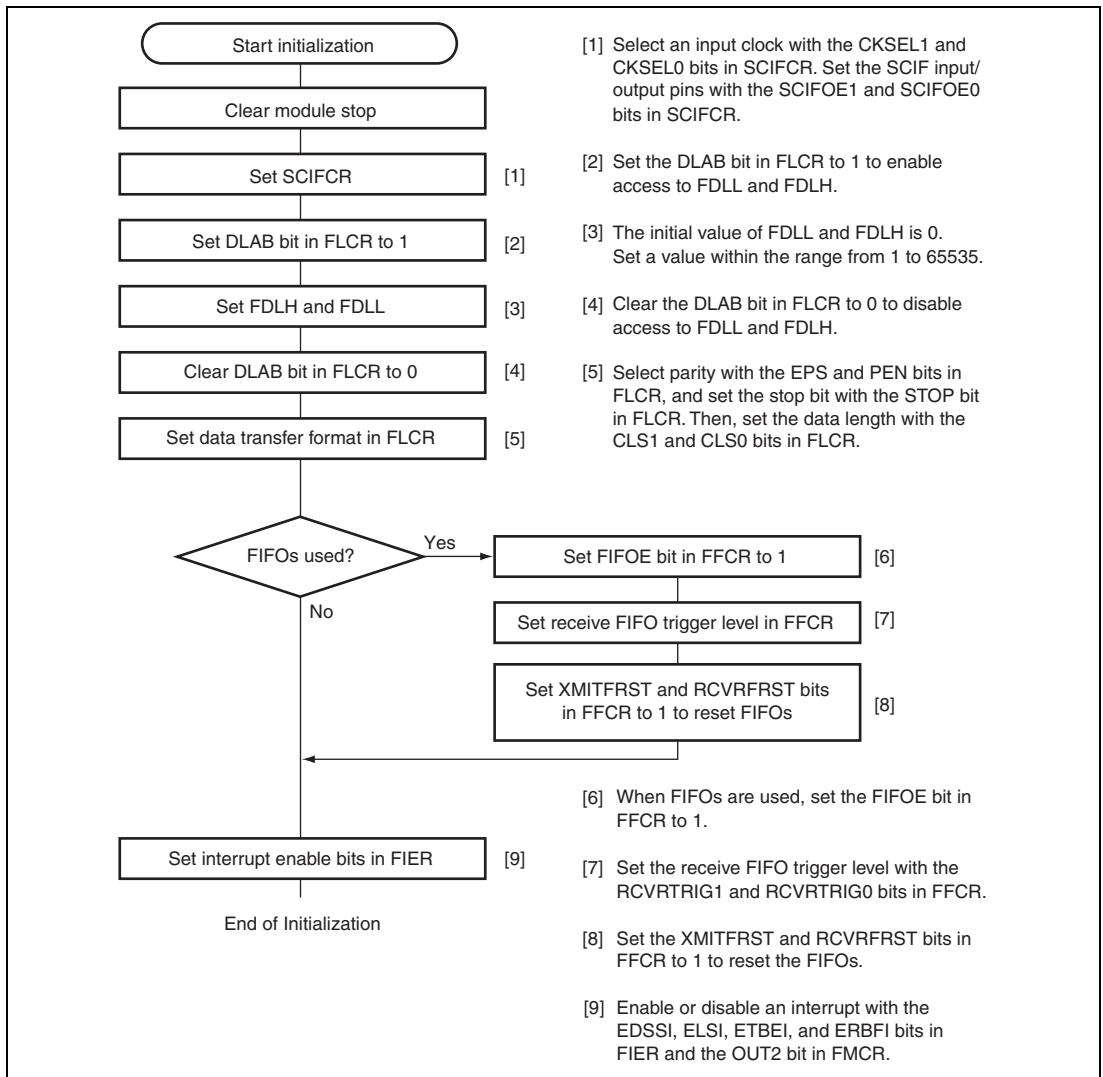 Start initialization
Clear module stop
Set SCIFCR
[1]
Set DLAB bit in FLCR to 1
[2]
Set FDLH and FDLL
[3]
Clear DLAB bit in FLCR to 0
[4]
Set data transfer format in FLCR
[5]
[1] Select an input clock with the CKSEL1 and
CKSEL0 bits in SCIFCR. Set the SCIF input/
output pins with the SCIFOE1 and SCIFOE0
bits in SCIFCR.
[2] Set the DLAB bit in FLCR to 1 to enable
access to FDLL and FDLH.
[3] The initial value of FDLL and FDLH is 0.
Set a value within the range from 1 to 65535.
[4] Clear the DLAB bit in FLCR to 0 to disable
access to FDLL and FDLH.
[5] Select parity with the EPS and PEN bits in
FLCR, and set the stop bit with the STOP bit
in FLCR. Then, set the data length with the
CLS1 and CLS0 bits in FLCR.
FIFOs used?
Yes
No
Set FIFOE bit in FFCR to 1
[6]
Set receive FIFO trigger level in FFCR
[7]
Set XMITFRST and RCVRFRST bits
in FFCR to 1 to reset FIFOs
[8]
Set interrupt enable bits in FIER
[9]
End of Initialization
[6] When FIFOs are used, set the FIFOE bit in
FFCR to 1.
[7] Set the receive FIFO trigger level with the
RCVRTRIG1 and RCVRTRIG0 bits in FFCR.
[8] Set the XMITFRST and RCVRFRST bits in
FFCR to 1 to reset the FIFOs.
[9] Enable or disable an interrupt with the
EDSSI, ELSI, ETBEI, and ERBFI bits in
FIER and the OUT2 bit in FMCR.